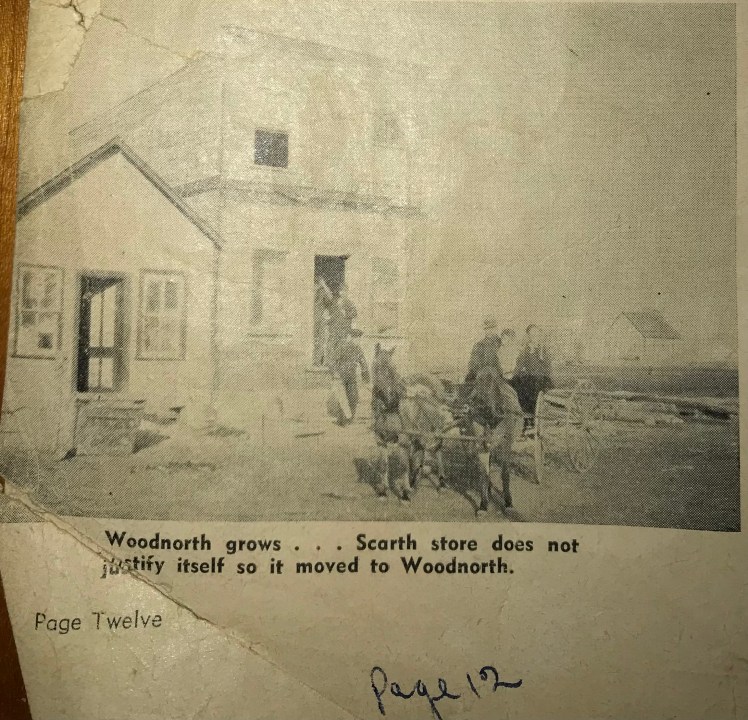 Woodnorth grows . . . Scarth store does not
justify itself so it moved to Woodnorth.
Page Twelve
Page 12